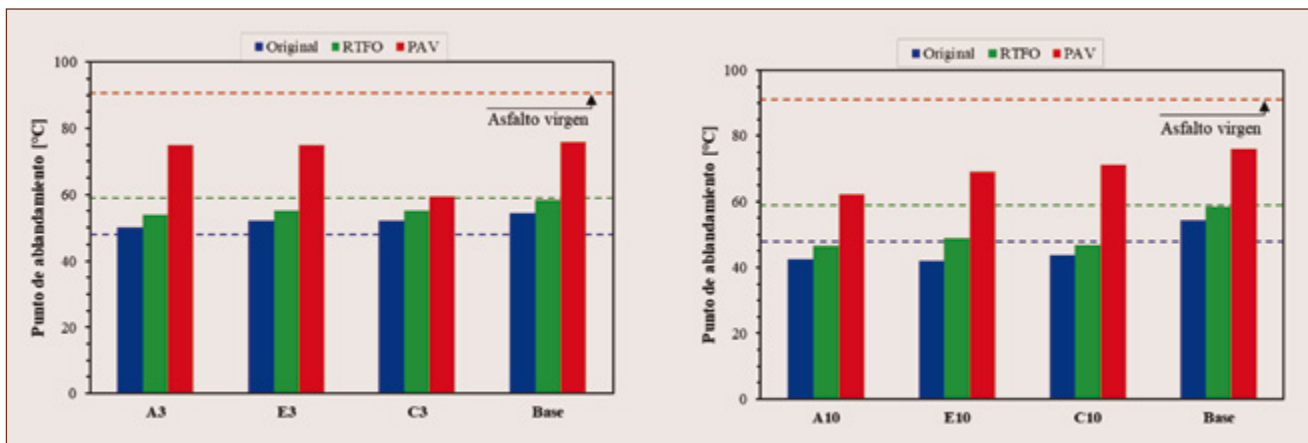 Original RTFO PAV
100
80
60
40
20
0
Punto de ablandamiento [°C]
Asfalto virgen
A3 E3 C3 Base
Original RTFO PAV
100
80
60
40
20
0
Punto de ablandamiento [°C]
Asfalto virgen
A10 E10 C10 Base